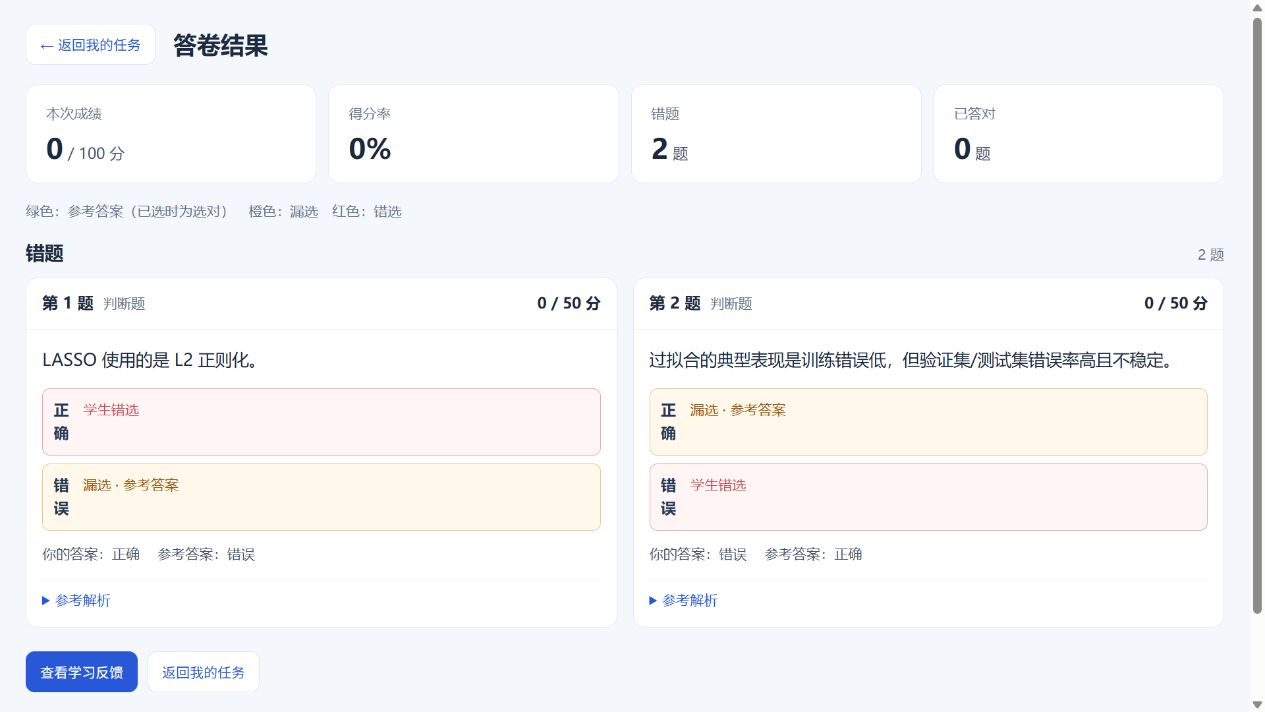 ← 返回我的任务
答卷结果
本次成绩
0 / 100 分
得分率
0%
错题
2 题
已答对
0 题
绿色：参考答案（已选时为选对） 橙色：漏选 红色：错选
错题
2 题
第 1 题 判断题 0 / 50 分
LASSO 使用的是 L2 正则化。
正确 学生错选
错误 漏选 · 参考答案
你的答案：正确 参考答案：错误
▶ 参考解析
第 2 题 判断题 0 / 50 分
过拟合的典型表现是训练错误低，但验证集/测试集错误率高且不稳定。
正确 漏选 · 参考答案
错误 学生错选
你的答案：错误 参考答案：正确
▶ 参考解析
查看学习反馈
返回我的任务